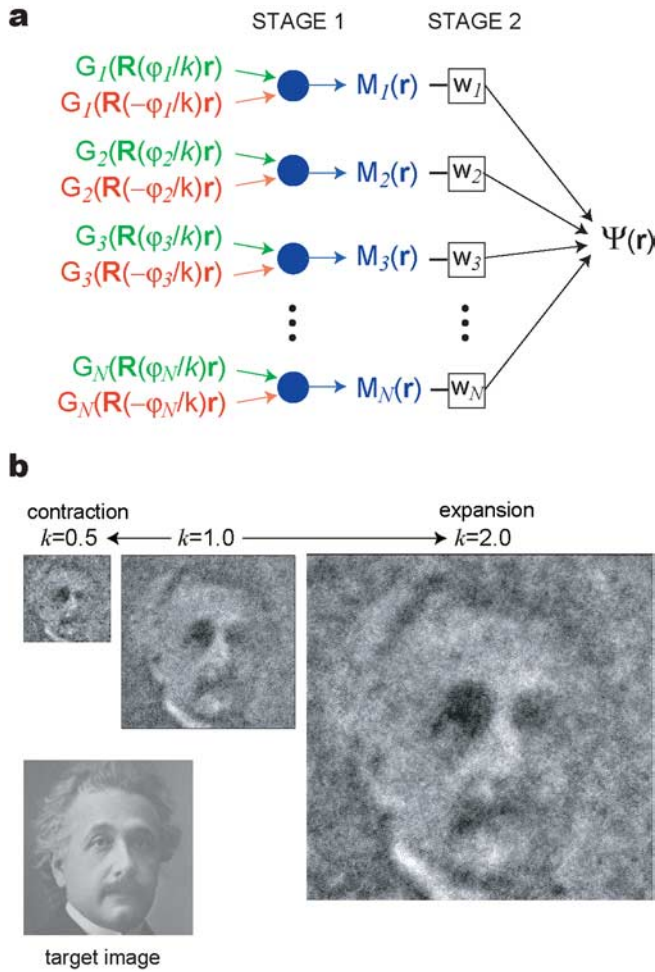 a
STAGE 1 STAGE 2
G1(R(φ1/k)r)
G1(R(−φ1/k)r)
M1(r) w1
G2(R(φ2/k)r)
G2(R(−φ2/k)r)
M2(r) w2
Ψ(r)
G3(R(φ3/k)r)
G3(R(−φ3/k)r)
M3(r) w3
GN(R(φN/k)r)
GN(R(−φN/k)r)
MN(r) wN
b
contraction expansion
k=0.5 k=1.0 k=2.0
target image